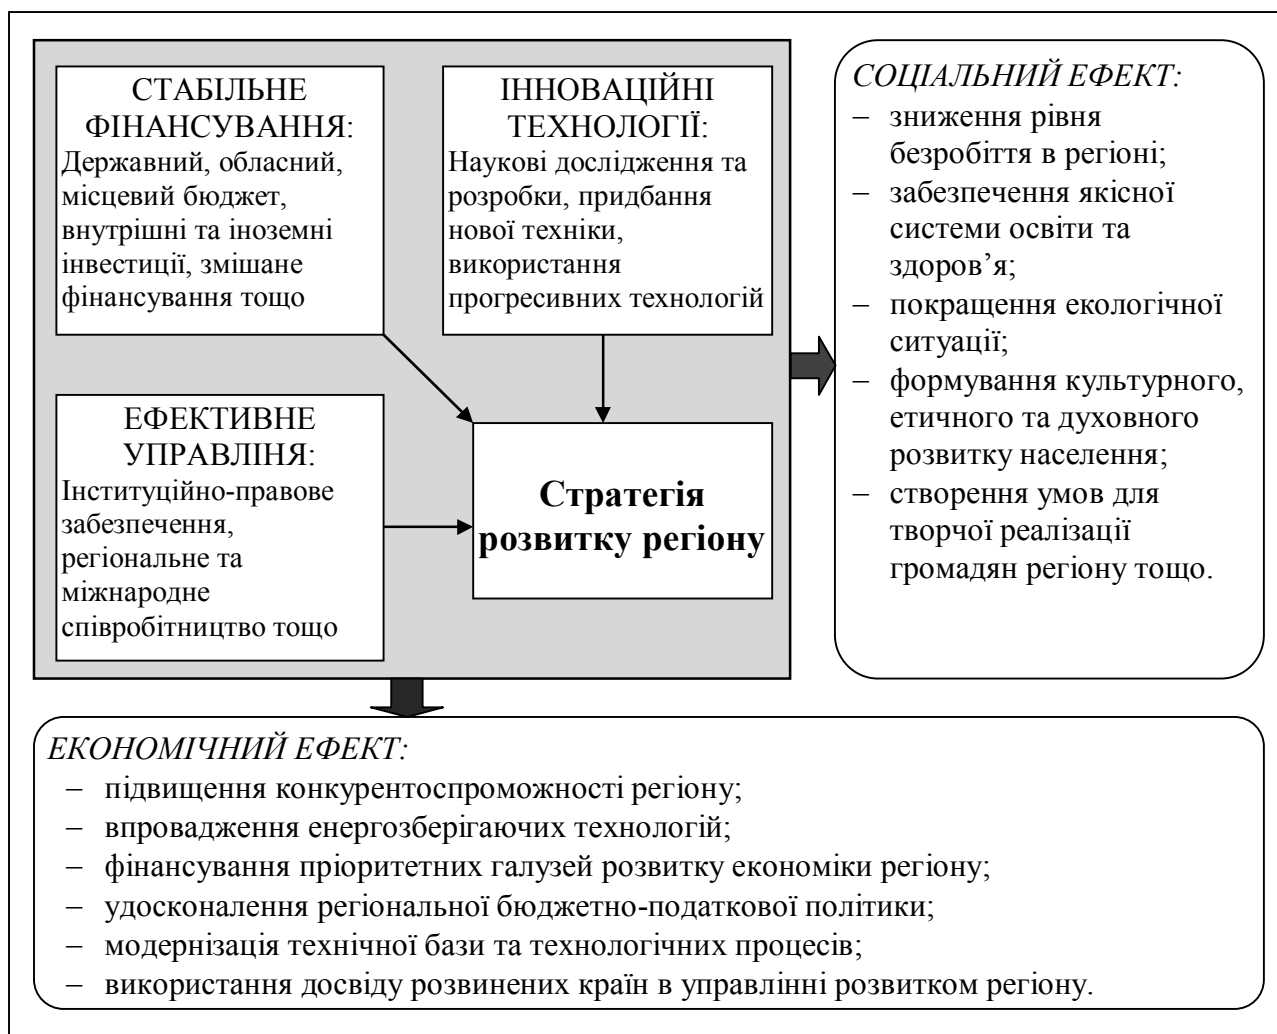 СТАБІЛЬНЕ
ФІНАНСУВАННЯ:
Державний, обласний,
місцевий бюджет,
внутрішні та іноземні
інвестиції, змішане
фінансування тощо
ІННОВАЦІЙНІ
ТЕХНОЛОГІЇ:
Наукові дослідження та
розробки, придбання
нової техніки,
використання
прогресивних технологій
ЕФЕКТИВНЕ
УПРАВЛІНЯ:
Інституційно-правове
забезпечення,
регіональне та
міжнародне
співробітництво тощо
Стратегія
розвитку регіону
СОЦІАЛЬНИЙ ЕФЕКТ:
– зниження рівня
безробіття в регіоні;
– забезпечення якісної
системи освіти та
здоров’я;
– покращення екологічної
ситуації;
– формування культурного,
етичного та духовного
розвитку населення;
– створення умов для
творчої реалізації
громадян регіону тощо.
ЕКОНОМІЧНИЙ ЕФЕКТ:
– підвищення конкурентоспроможності регіону;
– впровадження енергозберігаючих технологій;
– фінансування пріоритетних галузей розвитку економіки регіону;
– удосконалення регіональної бюджетно-податкової політики;
– модернізація технічної бази та технологічних процесів;
– використання досвіду розвинених країн в управлінні розвитком регіону.